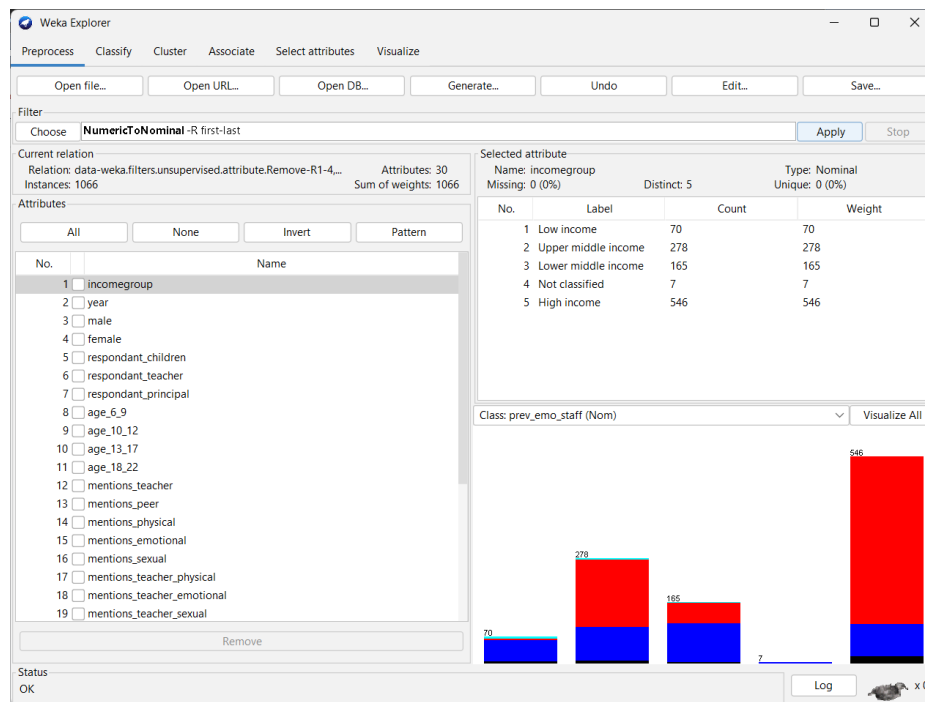 Weka Explorer
Preprocess Classify Cluster Associate Select attributes Visualize
Open file... Open URL... Open DB... Generate... Undo Edit... Save...
Filter
Choose NumericToNominal -R first-last Apply Stop
Current relation
Relation: data-weka.filters.unsupervised.attribute.Remove-R1-4,... Attributes: 30
Instances: 1066 Sum of weights: 1066
Attributes
All None Invert Pattern
No. Name
1 incomegroup
2 year
3 male
4 female
5 respondant_children
6 respondant_teacher
7 respondant_principal
8 age_6_9
9 age_10_12
10 age_13_17
11 age_18_22
12 mentions_teacher
13 mentions_peer
14 mentions_physical
15 mentions_emotional
16 mentions_sexual
17 mentions_teacher_physical
18 mentions_teacher_emotional
19 mentions_teacher_sexual
Remove
Selected attribute
Name: incomegroup Type: Nominal
Missing: 0 (0%) Distinct: 5 Unique: 0 (0%)
No. Label Count Weight
1 Low income 70 70
2 Upper middle income 278 278
3 Lower middle income 165 165
4 Not classified 7 7
5 High income 546 546
Class: prev_emo_staff (Nom) Visualize All
546
278
165
70
7
Status
OK
Log x 0